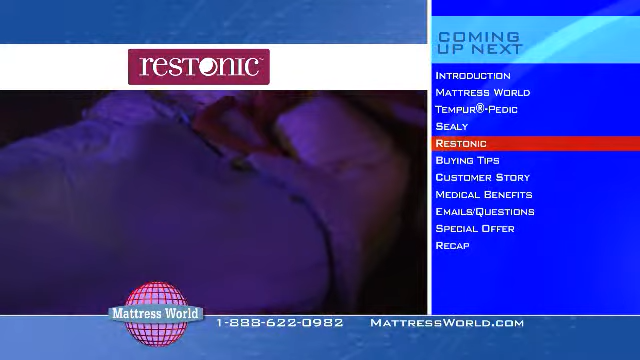 COMING
UP NEXT
RESTONIC
INTRODUCTION
MATTRESS WORLD
TEMPUR®-PEDIC
SEALY
RESTONIC
BUYING TIPS
CUSTOMER STORY
MEDICAL BENEFITS
EMAILS/QUESTIONS
SPECIAL OFFER
RECAP
Mattress World
1-888-622-0982 MATTRESSWORLD.COM